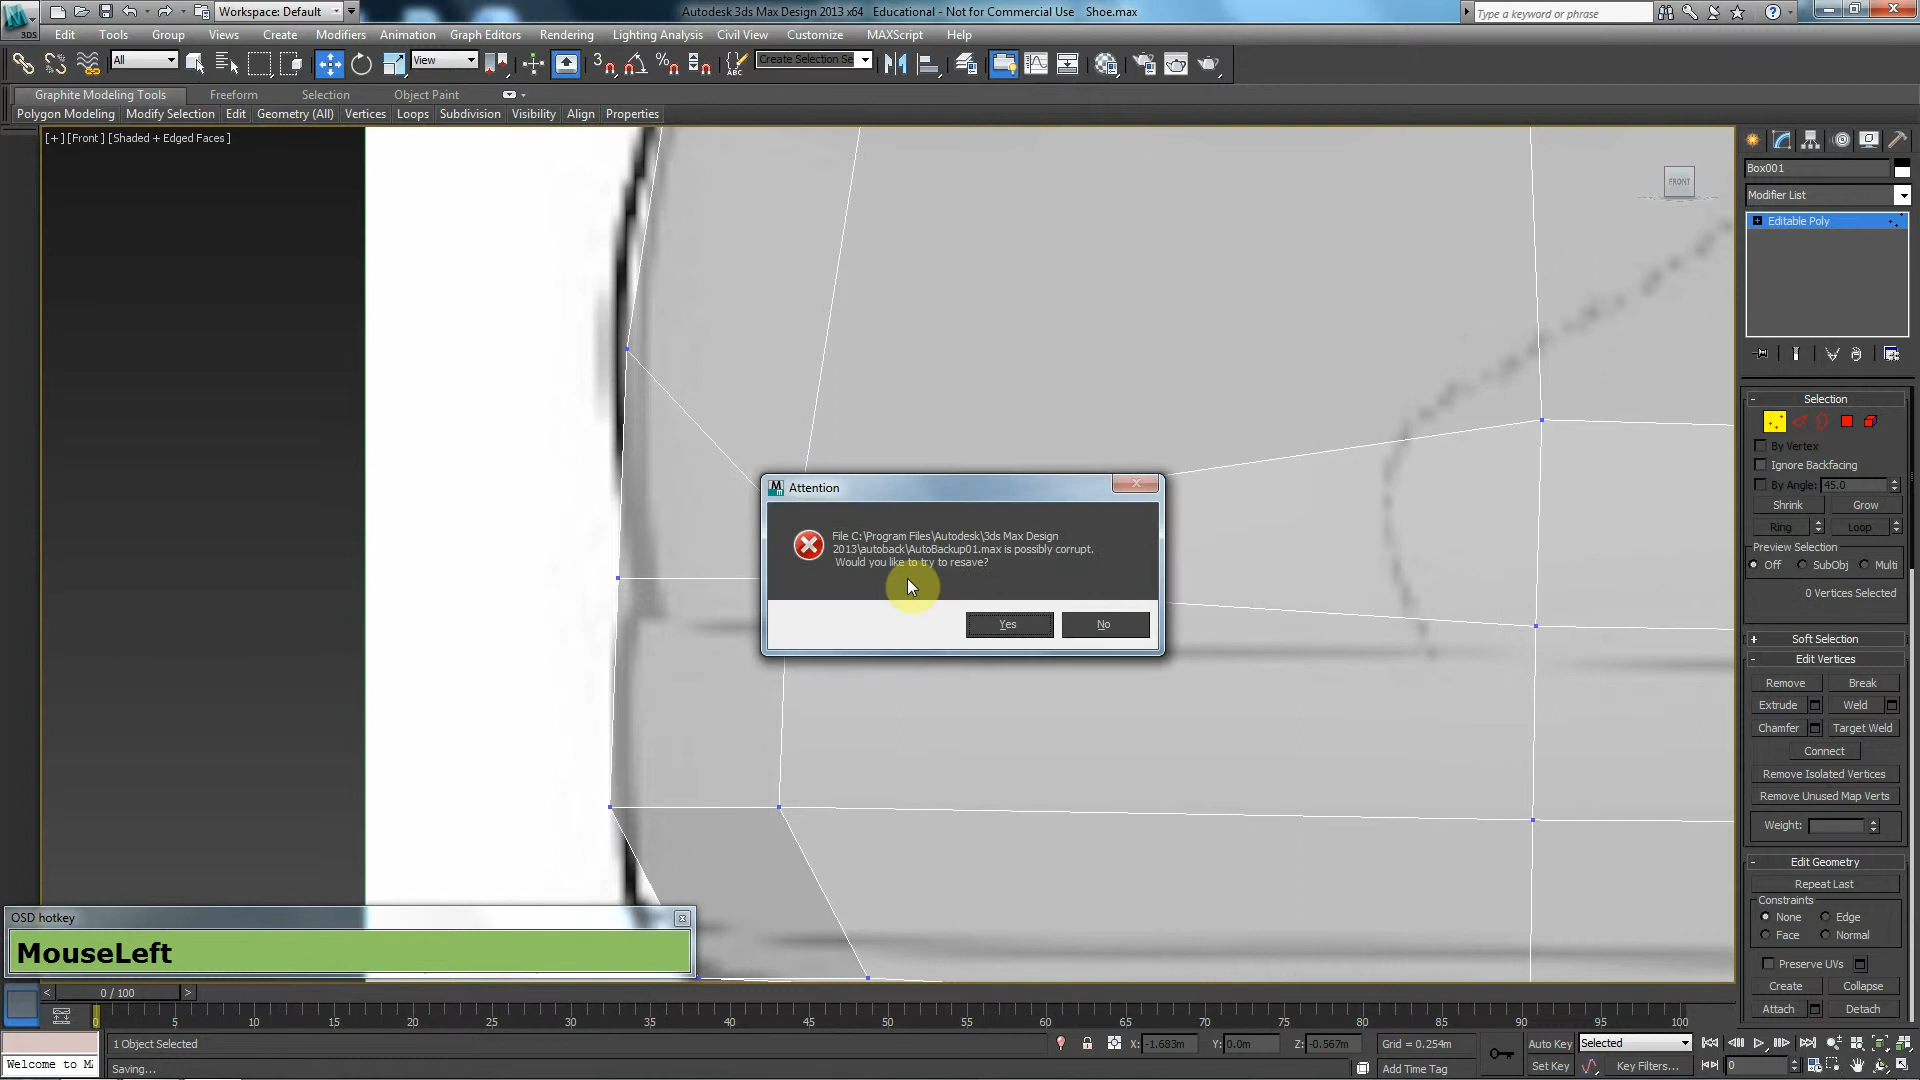 Workspace: Default
Autodesk 3ds Max Design 2013 x64 Educational - Not for Commercial Use Shoe.max
Type a keyword or phrase
3DS
Edit Tools Group Views Create Modifiers Animation Graph Editors Rendering Lighting Analysis Civil View Customize MAXScript Help
All
View
3
%
ABC
Create Selection Se
Graphite Modeling Tools Freeform Selection Object Paint
Polygon Modeling Modify Selection Edit Geometry (All) Vertices Loops Subdivision Visibility Align Properties
[+] [Front] [Shaded + Edged Faces ]
FRONT
Box001
Modifier List
Editable Poly
Selection
By Vertex
Ignore Backfacing
By Angle: 45.0
Shrink Grow
Ring Loop
Preview Selection
Off SubObj Multi
0 Vertices Selected
Soft Selection
Edit Vertices
Remove Break
Extrude Weld
Chamfer Target Weld
Connect
Remove Isolated Vertices
Remove Unused Map Verts
Weight:
Edit Geometry
Repeat Last
Constraints
None Edge
Face Normal
Preserve UVs
Create Collapse
Attach Detach
Attention
File C:\Program Files\Autodesk\3ds Max Design
2013\autoback\AutoBackup01.max is possibly corrupt.
Would you like to try to resave?
Yes No
OSD hotkey
MouseLeft
< 0 / 100 >
0 5 10 15 20 25 30 35 40 45 50 55 60 65 70 75 80 85 90 95 100
1 Object Selected
X: -1.683m Y: 0.0m Z: -0.567m Grid = 0.254m
Auto Key Selected
Welcome to M
Saving...
Add Time Tag
Set Key Key Filters...
0